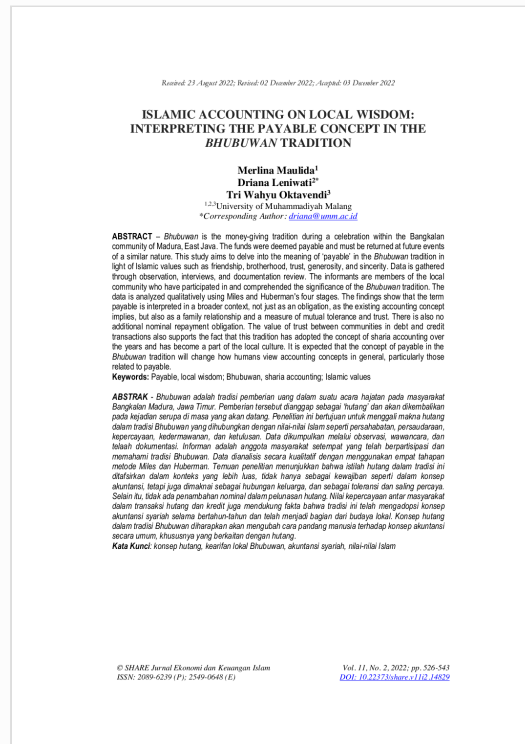 Received: 23 August 2022; Revised: 02 December 2022; Accepted: 03 December 2022
ISLAMIC ACCOUNTING ON LOCAL WISDOM:
INTERPRETING THE PAYABLE CONCEPT IN THE
BHUBUWAN TRADITION
Merlina Maulida1
Driana Leniwati2*
Tri Wahyu Oktavendi3
1,2,3University of Muhammadiyah Malang
*Corresponding Author: driana@umm.ac.id
ABSTRACT – Bhubuwan is the money-giving tradition during a celebration within the Bangkalan
community of Madura, East Java. The funds were deemed payable and must be returned at future events
of a similar nature. This study aims to delve into the meaning of 'payable' in the Bhubuwan tradition in
light of Islamic values such as friendship, brotherhood, trust, generosity, and sincerity. Data is gathered
through observation, interviews, and documentation review. The informants are members of the local
community who have participated in and comprehended the significance of the Bhubuwan tradition. The
data is analyzed qualitatively using Miles and Huberman's four stages. The findings show that the term
payable is interpreted in a broader context, not just as an obligation, as the existing accounting concept
implies, but also as a family relationship and a measure of mutual tolerance and trust. There is also no
additional nominal repayment obligation. The value of trust between communities in debt and credit
transactions also supports the fact that this tradition has adopted the concept of sharia accounting over
the years and has become a part of the local culture. It is expected that the concept of payable in the
Bhubuwan tradition will change how humans view accounting concepts in general, particularly those
related to payable.
Keywords: Payable, local wisdom; Bhubuwan, sharia accounting; Islamic values
ABSTRAK - Bhubuwan adalah tradisi pemberian uang dalam suatu acara hajatan pada masyarakat
Bangkalan Madura, Jawa Timur. Pemberian tersebut dianggap sebagai 'hutang' dan akan dikembalikan
pada kejadian serupa di masa yang akan datang. Penelitian ini bertujuan untuk menggali makna hutang
dalam tradisi Bhubuwan yang dihubungkan dengan nilai-nilai Islam seperti persahabatan, persaudaraan,
kepercayaan, kedermawanan, dan ketulusan. Data dikumpulkan melalui observasi, wawancara, dan
telaah dokumentasi. Informan adalah anggota masyarakat setempat yang telah berpartisipasi dan
memahami tradisi Bhubuwan. Data dianalisis secara kualitatif dengan menggunakan empat tahapan
metode Miles dan Huberman. Temuan penelitian menunjukkan bahwa istilah hutang dalam tradisi ini
ditafsirkan dalam konteks yang lebih luas, tidak hanya sebagai kewajiban seperti dalam konsep
akuntansi, tetapi juga dimaknai sebagai hubungan keluarga, dan sebagai toleransi dan saling percaya.
Selain itu, tidak ada penambahan nominal dalam pelunasan hutang. Nilai kepercayaan antar masyarakat
dalam transaksi hutang dan kredit juga mendukung fakta bahwa tradisi ini telah mengadopsi konsep
akuntansi syariah selama bertahun-tahun dan telah menjadi bagian dari budaya lokal. Konsep hutang
dalam tradisi Bhubuwan diharapkan akan mengubah cara pandang manusia terhadap konsep akuntansi
secara umum, khususnya yang berkaitan dengan hutang.
Kata Kunci: konsep hutang, kearifan lokal Bhubuwan, akuntansi syariah, nilai-nilai Islam
© SHARE Jurnal Ekonomi dan Keuangan Islam Vol. 11, No. 2, 2022; pp. 526-543
ISSN: 2089-6239 (P); 2549-0648 (E) DOI: 10.22373/share.v11i2.14829